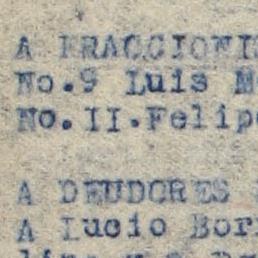 A FRACCIONI
No.9 Luis M
No.II.Felip
A DEUDORES
A Lucio Bor